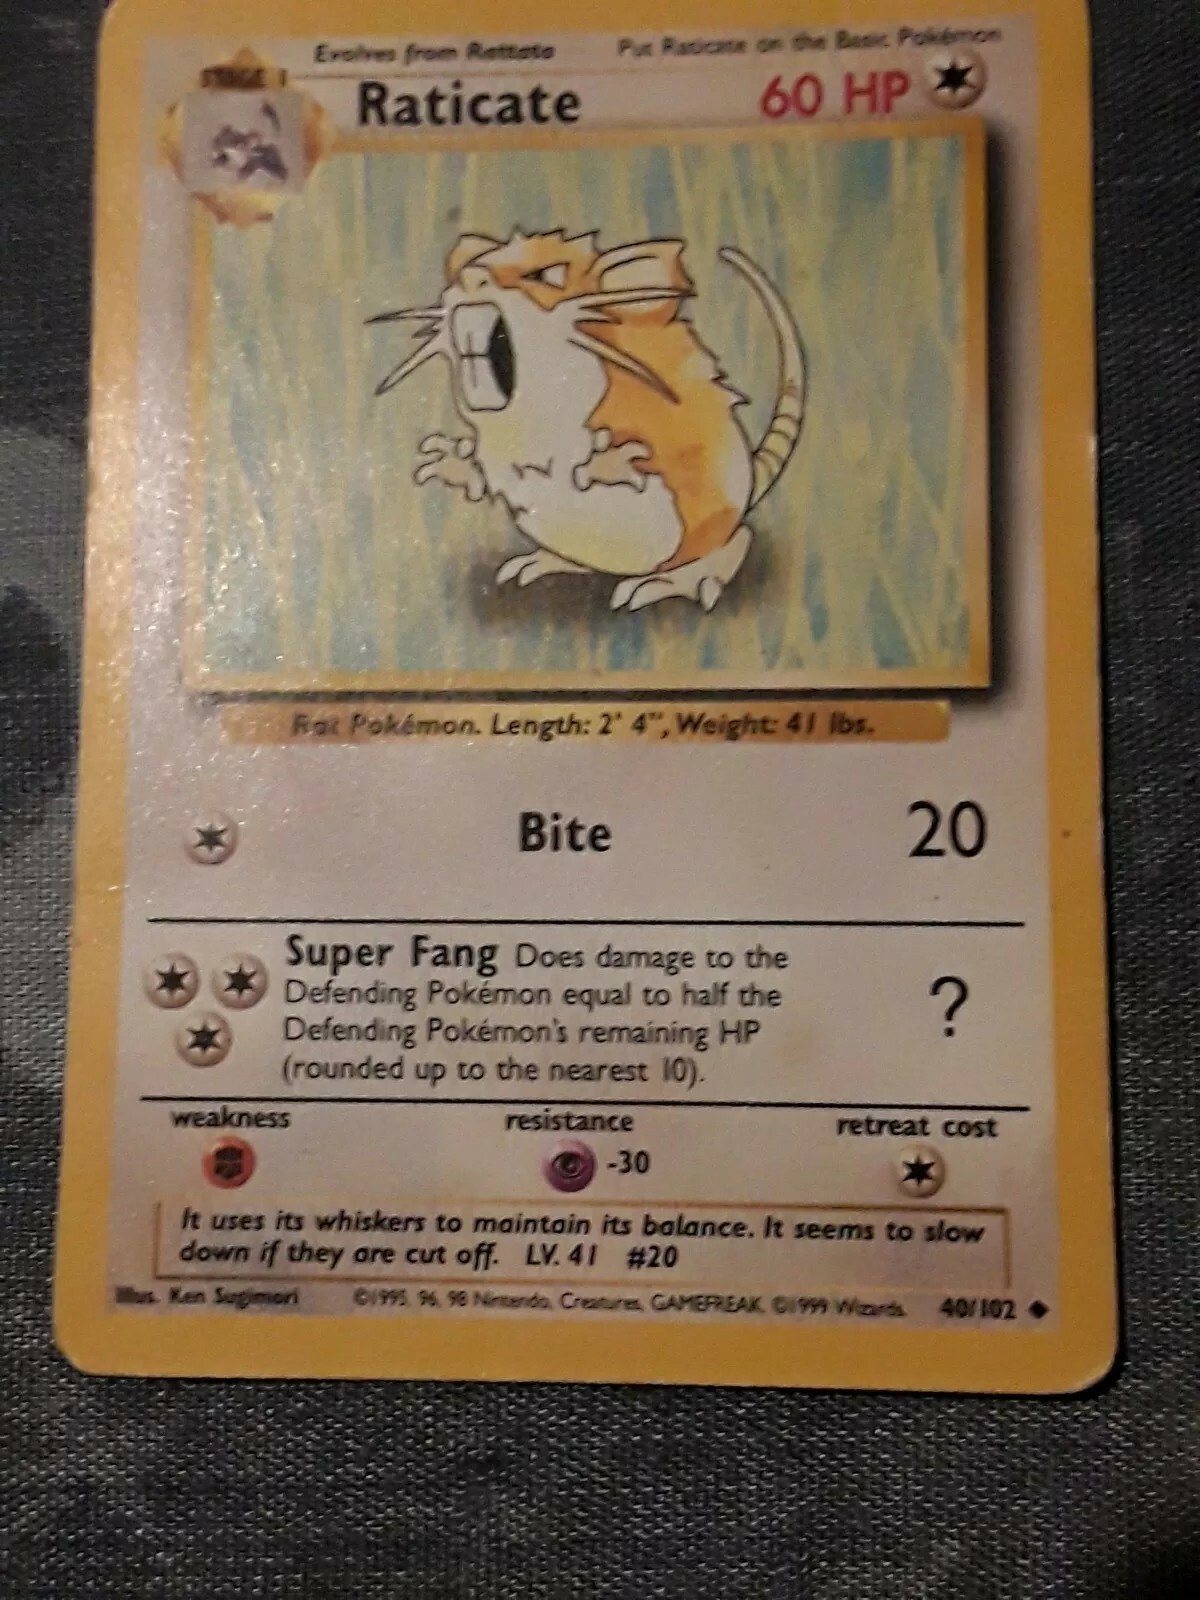 Evolves from Rattata Put Raticate on the Basic Pokémon
STAGE 1
Raticate 60 HP
Rat Pokémon. Length: 2' 4", Weight: 41 lbs.
Bite 20
Super Fang Does damage to the
Defending Pokémon equal to half the
Defending Pokémon's remaining HP
(rounded up to the nearest 10).
?
weakness resistance retreat cost
-30
It uses its whiskers to maintain its balance. It seems to slow
down if they are cut off. LV. 41 #20
Illus. Ken Sugimori ©1995, 96, 98 Nintendo, Creatures, GAMEFREAK. ©1999 Wizards. 40/102